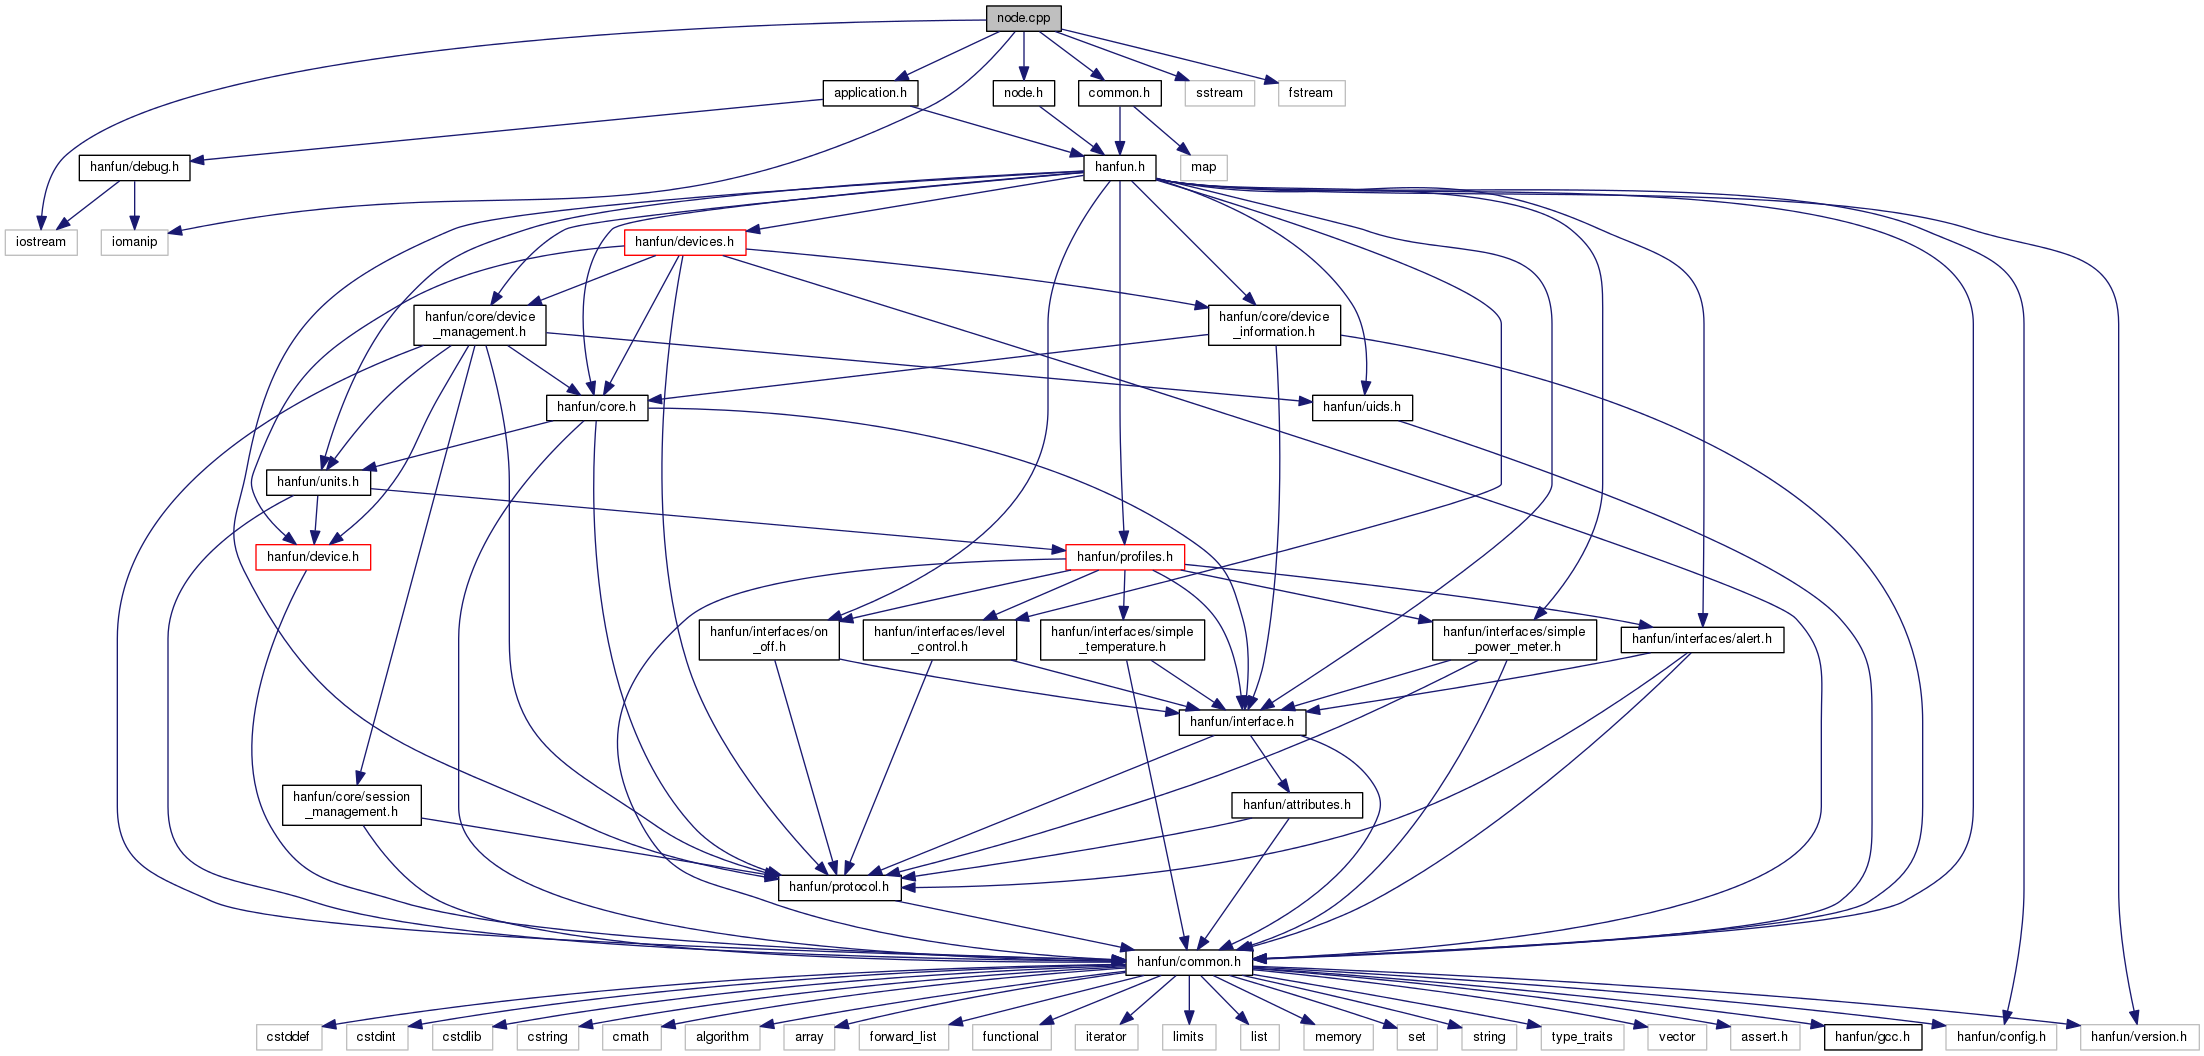 node.cpp
application.h
node.h
common.h
sstream
fstream
hanfun/debug.h
hanfun.h
map
iostream
iomanip
hanfun/devices.h
hanfun/core/device
_management.h
hanfun/core/device
_information.h
hanfun/core.h
hanfun/uids.h
hanfun/units.h
hanfun/device.h
hanfun/profiles.h
hanfun/interfaces/on
_off.h
hanfun/interfaces/level
_control.h
hanfun/interfaces/simple
_temperature.h
hanfun/interfaces/simple
_power_meter.h
hanfun/interfaces/alert.h
hanfun/interface.h
hanfun/core/session
_management.h
hanfun/attributes.h
hanfun/protocol.h
hanfun/common.h
cstddef
cstdint
cstdlib
cstring
cmath
algorithm
array
forward_list
functional
iterator
limits
list
memory
set
string
type_traits
vector
assert.h
hanfun/gcc.h
hanfun/config.h
hanfun/version.h